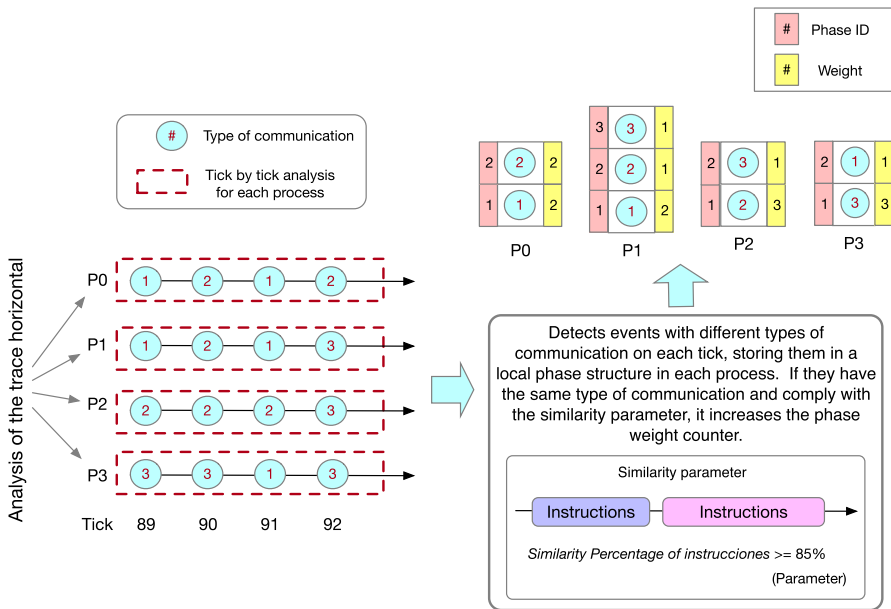 # Phase ID
# Weight
# Type of communication
Tick by tick analysis
for each process
3 3 1
2 2 2
2 2 1
2 3 1
2 1 1
1 1 2
1 1 2
1 2 3
1 3 3
P0
P1
P2
P3
Analysis of the trace horizontal
P0 1 2 1 2
P1 1 2 1 3
P2 2 2 2 3
P3 3 3 1 3
Tick 89 90 91 92
Detects events with different types of
communication on each tick, storing them in a
local phase structure in each process. If they have
the same type of communication and comply with
the similarity parameter, it increases the phase
weight counter.
Similarity parameter
Instructions Instructions
Similarity Percentage of instrucciones >= 85%
(Parameter)